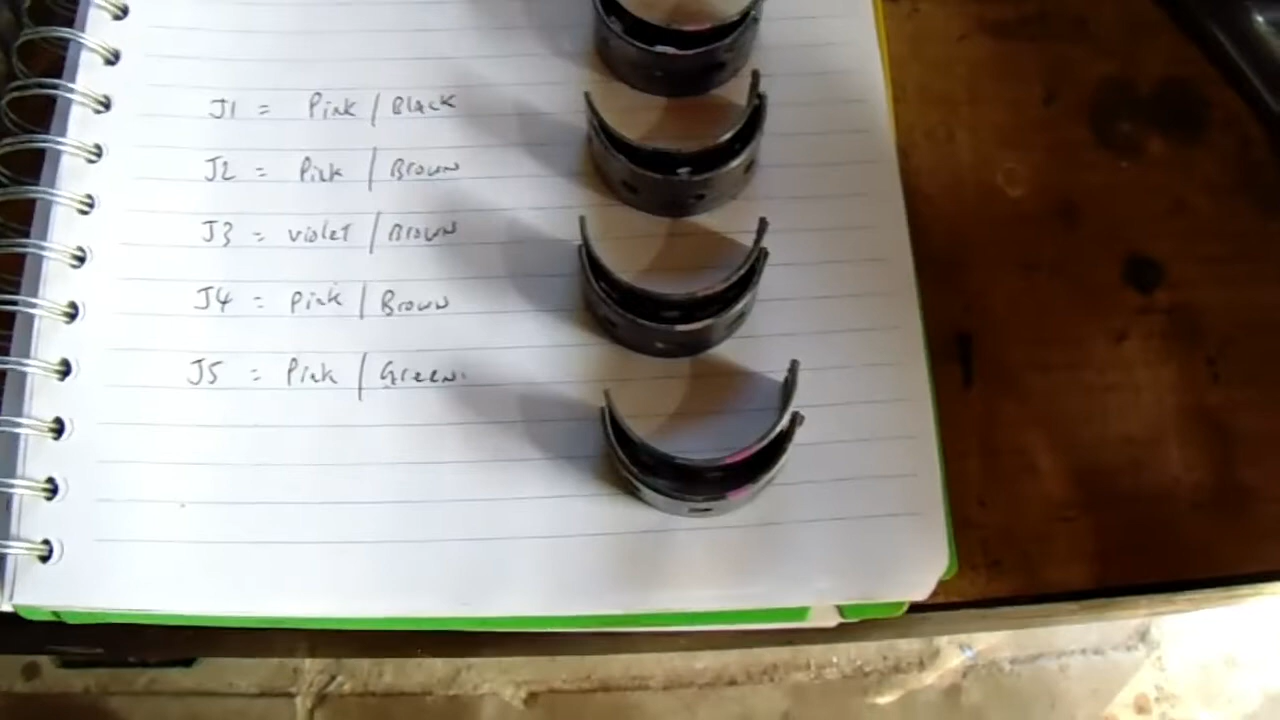 J1 = Pink / Black
J2 = Pink / Brown
J3 = violet / Brown
J4 = Pink / Brown
J5 = Pink / Green.